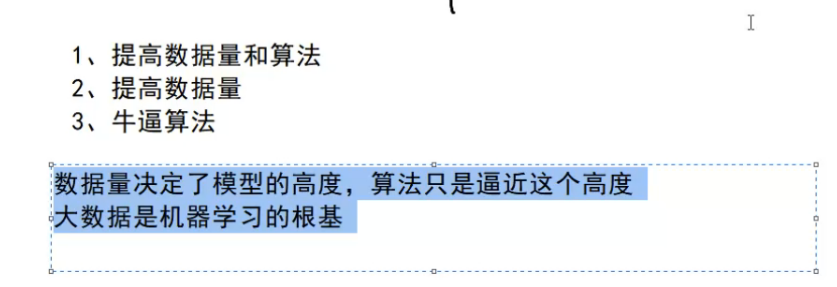 1、提高数据量和算法
2、提高数据量
3、牛逼算法
数据量决定了模型的高度，算法只是逼近这个高度
大数据是机器学习的根基